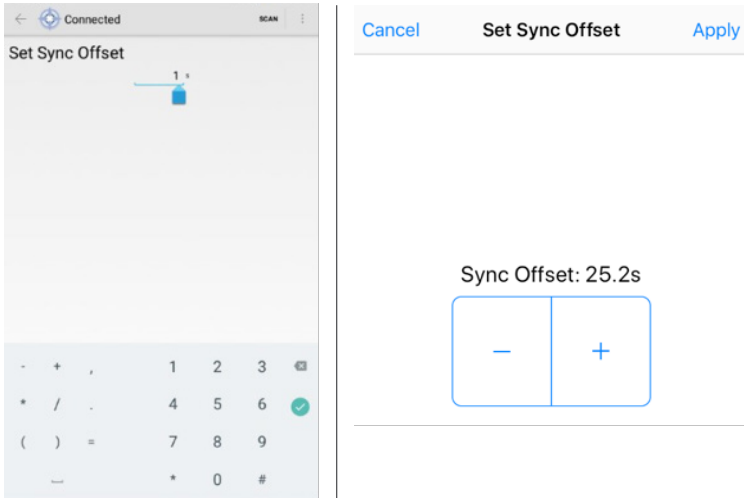 Connected SCAN
Set Sync Offset
1 s
- + , 1 2 3
* / . 4 5 6
( ) = 7 8 9
* 0 #
Cancel Set Sync Offset Apply
Sync Offset: 25.2s
− +